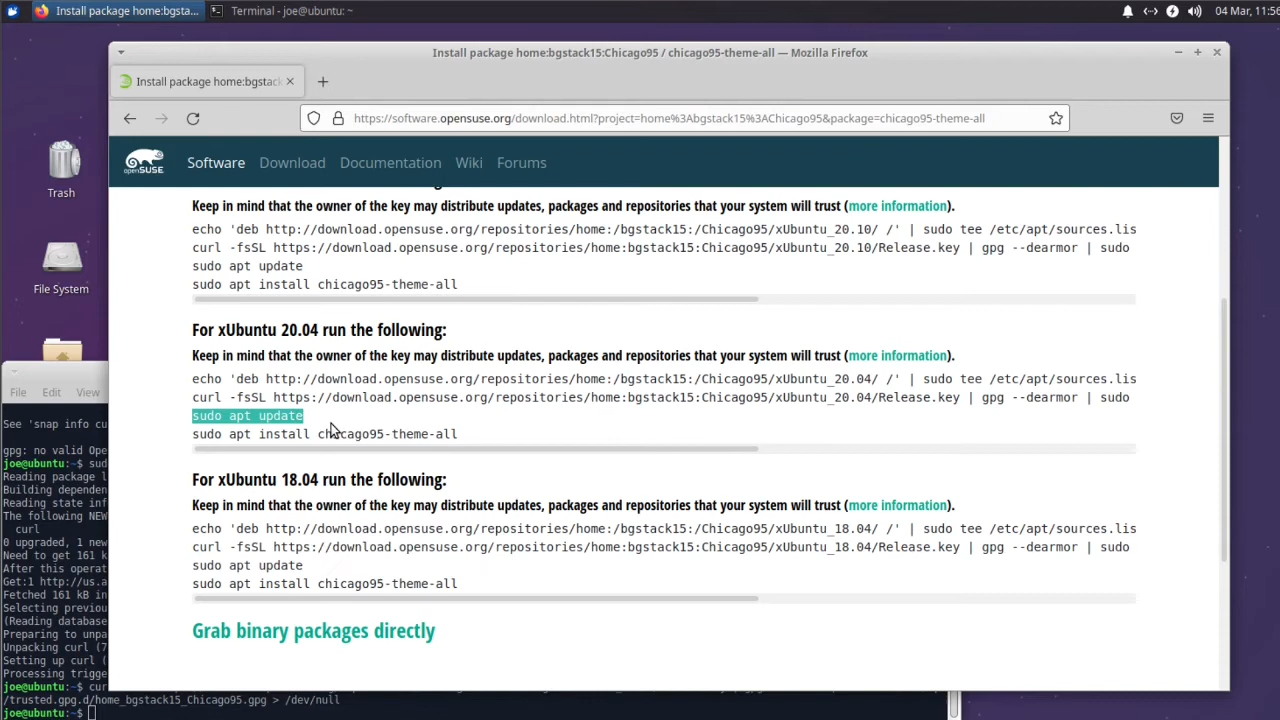 Install package home:bgsta...
Terminal - joe@ubuntu: ~
04 Mar, 11:56
Install package home:bgstack15:Chicago95 / chicago95-theme-all — Mozilla Firefox
Install package home:bgstack
https://software.opensuse.org/download.html?project=home%3Abgstack15%3AChicago95&package=chicago95-theme-all
openSUSE
Software
Download
Documentation
Wiki
Forums
Trash
File System
Keep in mind that the owner of the key may distribute updates, packages and repositories that your system will trust (more information).
echo 'deb http://download.opensuse.org/repositories/home:/bgstack15:/Chicago95/xUbuntu_20.10/ /' | sudo tee /etc/apt/sources.lis
curl -fsSL https://download.opensuse.org/repositories/home:bgstack15:Chicago95/xUbuntu_20.10/Release.key | gpg --dearmor | sudo
sudo apt update
sudo apt install chicago95-theme-all
For xUbuntu 20.04 run the following:
Keep in mind that the owner of the key may distribute updates, packages and repositories that your system will trust (more information).
echo 'deb http://download.opensuse.org/repositories/home:/bgstack15:/Chicago95/xUbuntu_20.04/ /' | sudo tee /etc/apt/sources.lis
curl -fsSL https://download.opensuse.org/repositories/home:bgstack15:Chicago95/xUbuntu_20.04/Release.key | gpg --dearmor | sudo
sudo apt update
sudo apt install chicago95-theme-all
For xUbuntu 18.04 run the following:
Keep in mind that the owner of the key may distribute updates, packages and repositories that your system will trust (more information).
echo 'deb http://download.opensuse.org/repositories/home:/bgstack15:/Chicago95/xUbuntu_18.04/ /' | sudo tee /etc/apt/sources.lis
curl -fsSL https://download.opensuse.org/repositories/home:bgstack15:Chicago95/xUbuntu_18.04/Release.key | gpg --dearmor | sudo
sudo apt update
sudo apt install chicago95-theme-all
Grab binary packages directly
File Edit View
See 'snap info cu
gpg: no valid Ope
joe@ubuntu:~$ sud
Reading package l
Building depende
Reading state inf
The following NEW
curl
0 upgraded, 1 new
Need to get 161 k
After this operat
Get:1 http://us.a
Fetched 161 kB in
Selecting previou
(Reading database
Preparing to unpa
Unpacking curl (7
Setting up curl (
Processing trigge
joe@ubuntu:~$ cur
/trusted.gpg.d/home_bgstack15_Chicago95.gpg > /dev/null
joe@ubuntu:~$